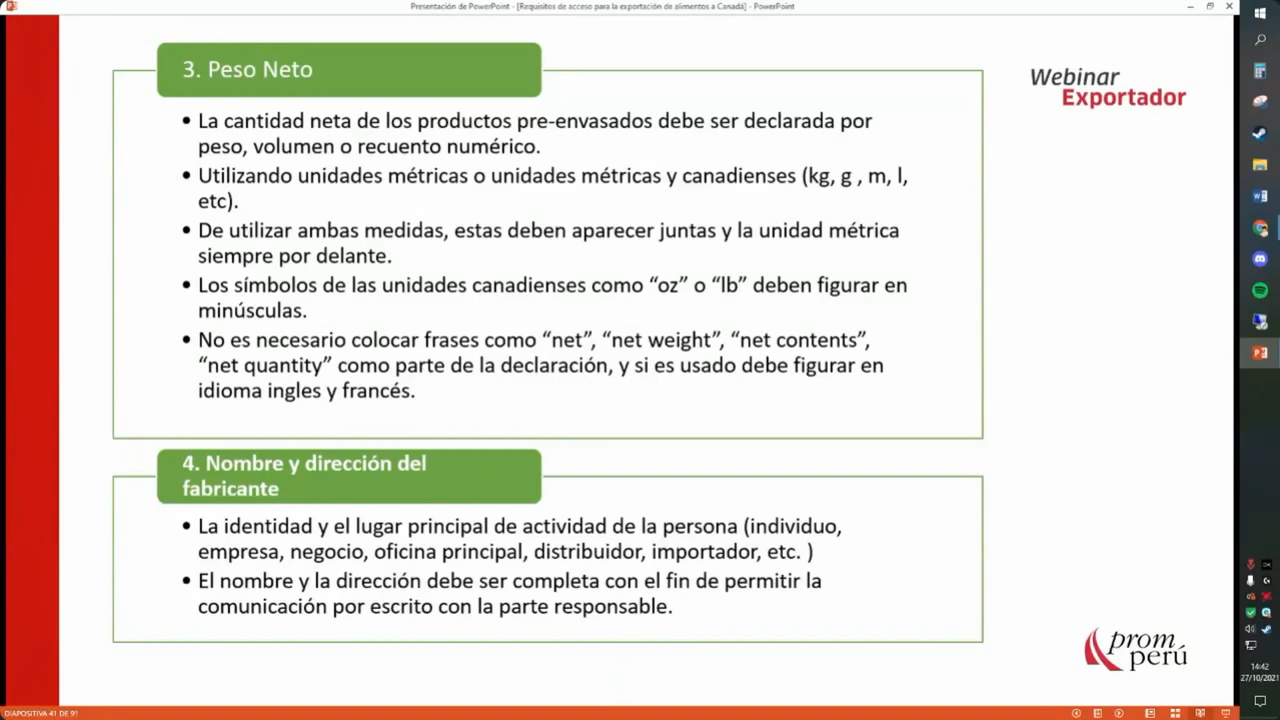 Presentación de PowerPoint - [Requisitos de acceso para la exportación de alimentos a Canadá] - PowerPoint
3. Peso Neto
Webinar
Exportador
• La cantidad neta de los productos pre-envasados debe ser declarada por
peso, volumen o recuento numérico.
• Utilizando unidades métricas o unidades métricas y canadienses (kg, g , m, l,
etc).
• De utilizar ambas medidas, estas deben aparecer juntas y la unidad métrica
siempre por delante.
• Los símbolos de las unidades canadienses como “oz” o “lb” deben figurar en
minúsculas.
• No es necesario colocar frases como “net”, “net weight”, “net contents”,
“net quantity” como parte de la declaración, y si es usado debe figurar en
idioma ingles y francés.
4. Nombre y dirección del
fabricante
• La identidad y el lugar principal de actividad de la persona (individuo,
empresa, negocio, oficina principal, distribuidor, importador, etc. )
• El nombre y la dirección debe ser completa con el fin de permitir la
comunicación por escrito con la parte responsable.
prom
perú
14:42
27/10/2021
DIAPOSITIVA 41 DE 91